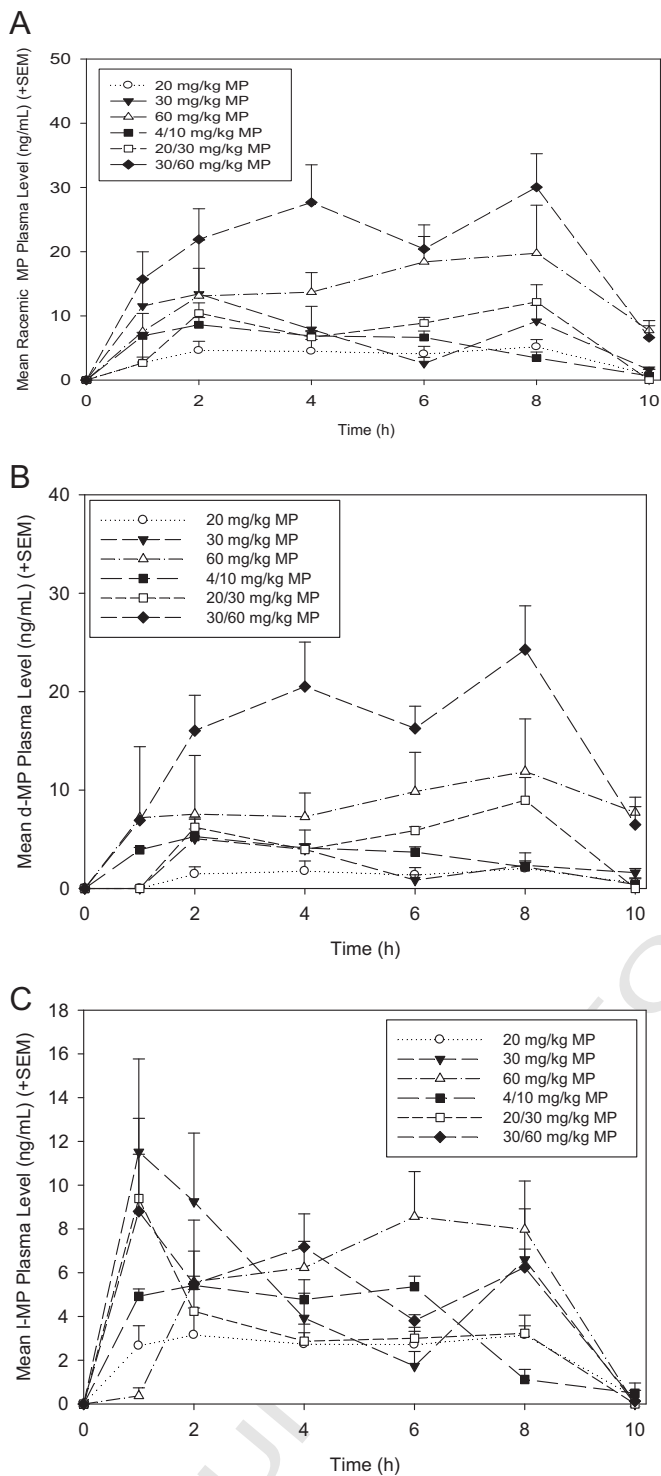 A
Mean Racemic MP Plasma Level (ng/mL) (+SEM)
50
40
30
20
10
0
20 mg/kg MP
30 mg/kg MP
60 mg/kg MP
4/10 mg/kg MP
20/30 mg/kg MP
30/60 mg/kg MP
0 2 4 6 8 10
Time (h)
B
Mean d-MP Plasma Level (ng/mL) (+SEM)
40
30
20
10
0
20 mg/kg MP
30 mg/kg MP
60 mg/kg MP
4/10 mg/kg MP
20/30 mg/kg MP
30/60 mg/kg MP
0 2 4 6 8 10
Time (h)
C
Mean l-MP Plasma Level (ng/mL) (+SEM)
18
16
14
12
10
8
6
4
2
0
20 mg/kg MP
30 mg/kg MP
60 mg/kg MP
4/10 mg/kg MP
20/30 mg/kg MP
30/60 mg/kg MP
0 2 4 6 8 10
Time (h)